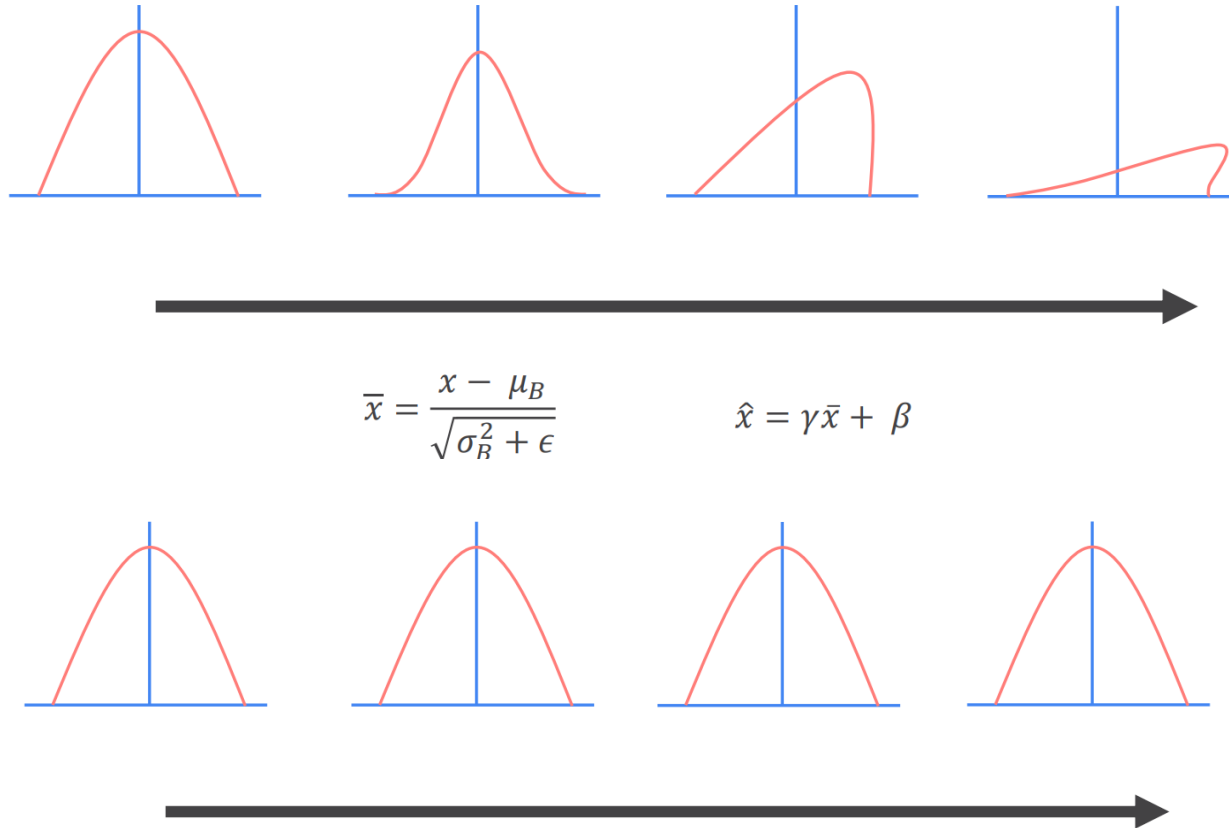 x̅ = (x − μ_B) / √(σ_B² + ϵ)
x̂ = γx̄ + β